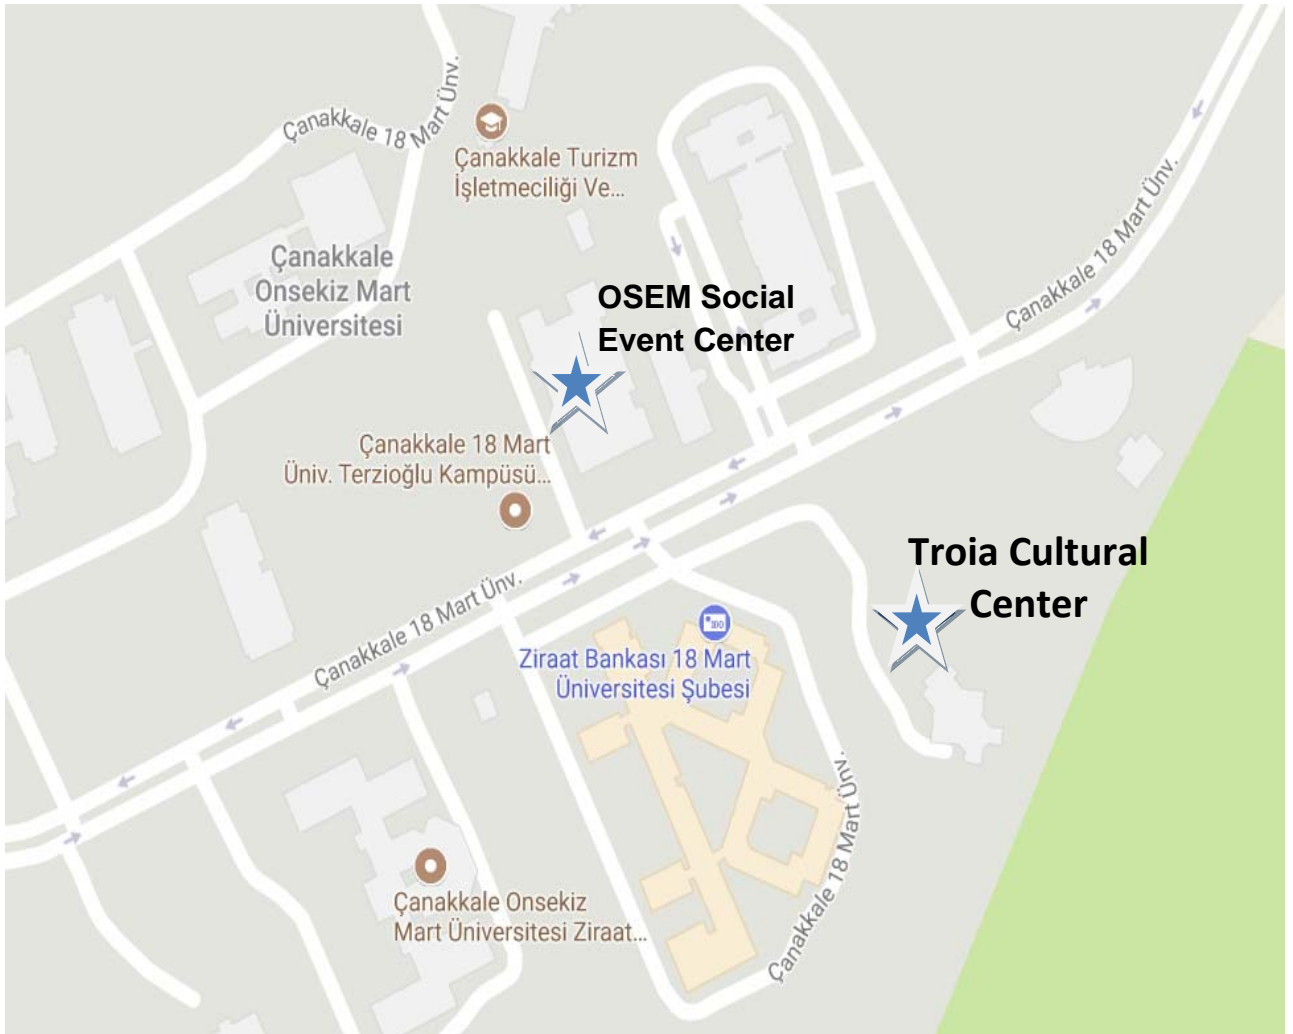 Çanakkale 18 Mart Ünv.
Çanakkale Turizm
İşletmeciliği Ve...
Çanakkale
Onsekiz Mart
Üniversitesi
OSEM Social
Event Center
Çanakkale 18 Mart Ünv.
Çanakkale 18 Mart
Üniv. Terzioğlu Kampüsü...
Troia Cultural
Center
Çanakkale 18 Mart Ünv.
Ziraat Bankası 18 Mart
Üniversitesi Şubesi
Çanakkale 18 Mart Ünv.
Çanakkale Onsekiz
Mart Üniversitesi Ziraat...